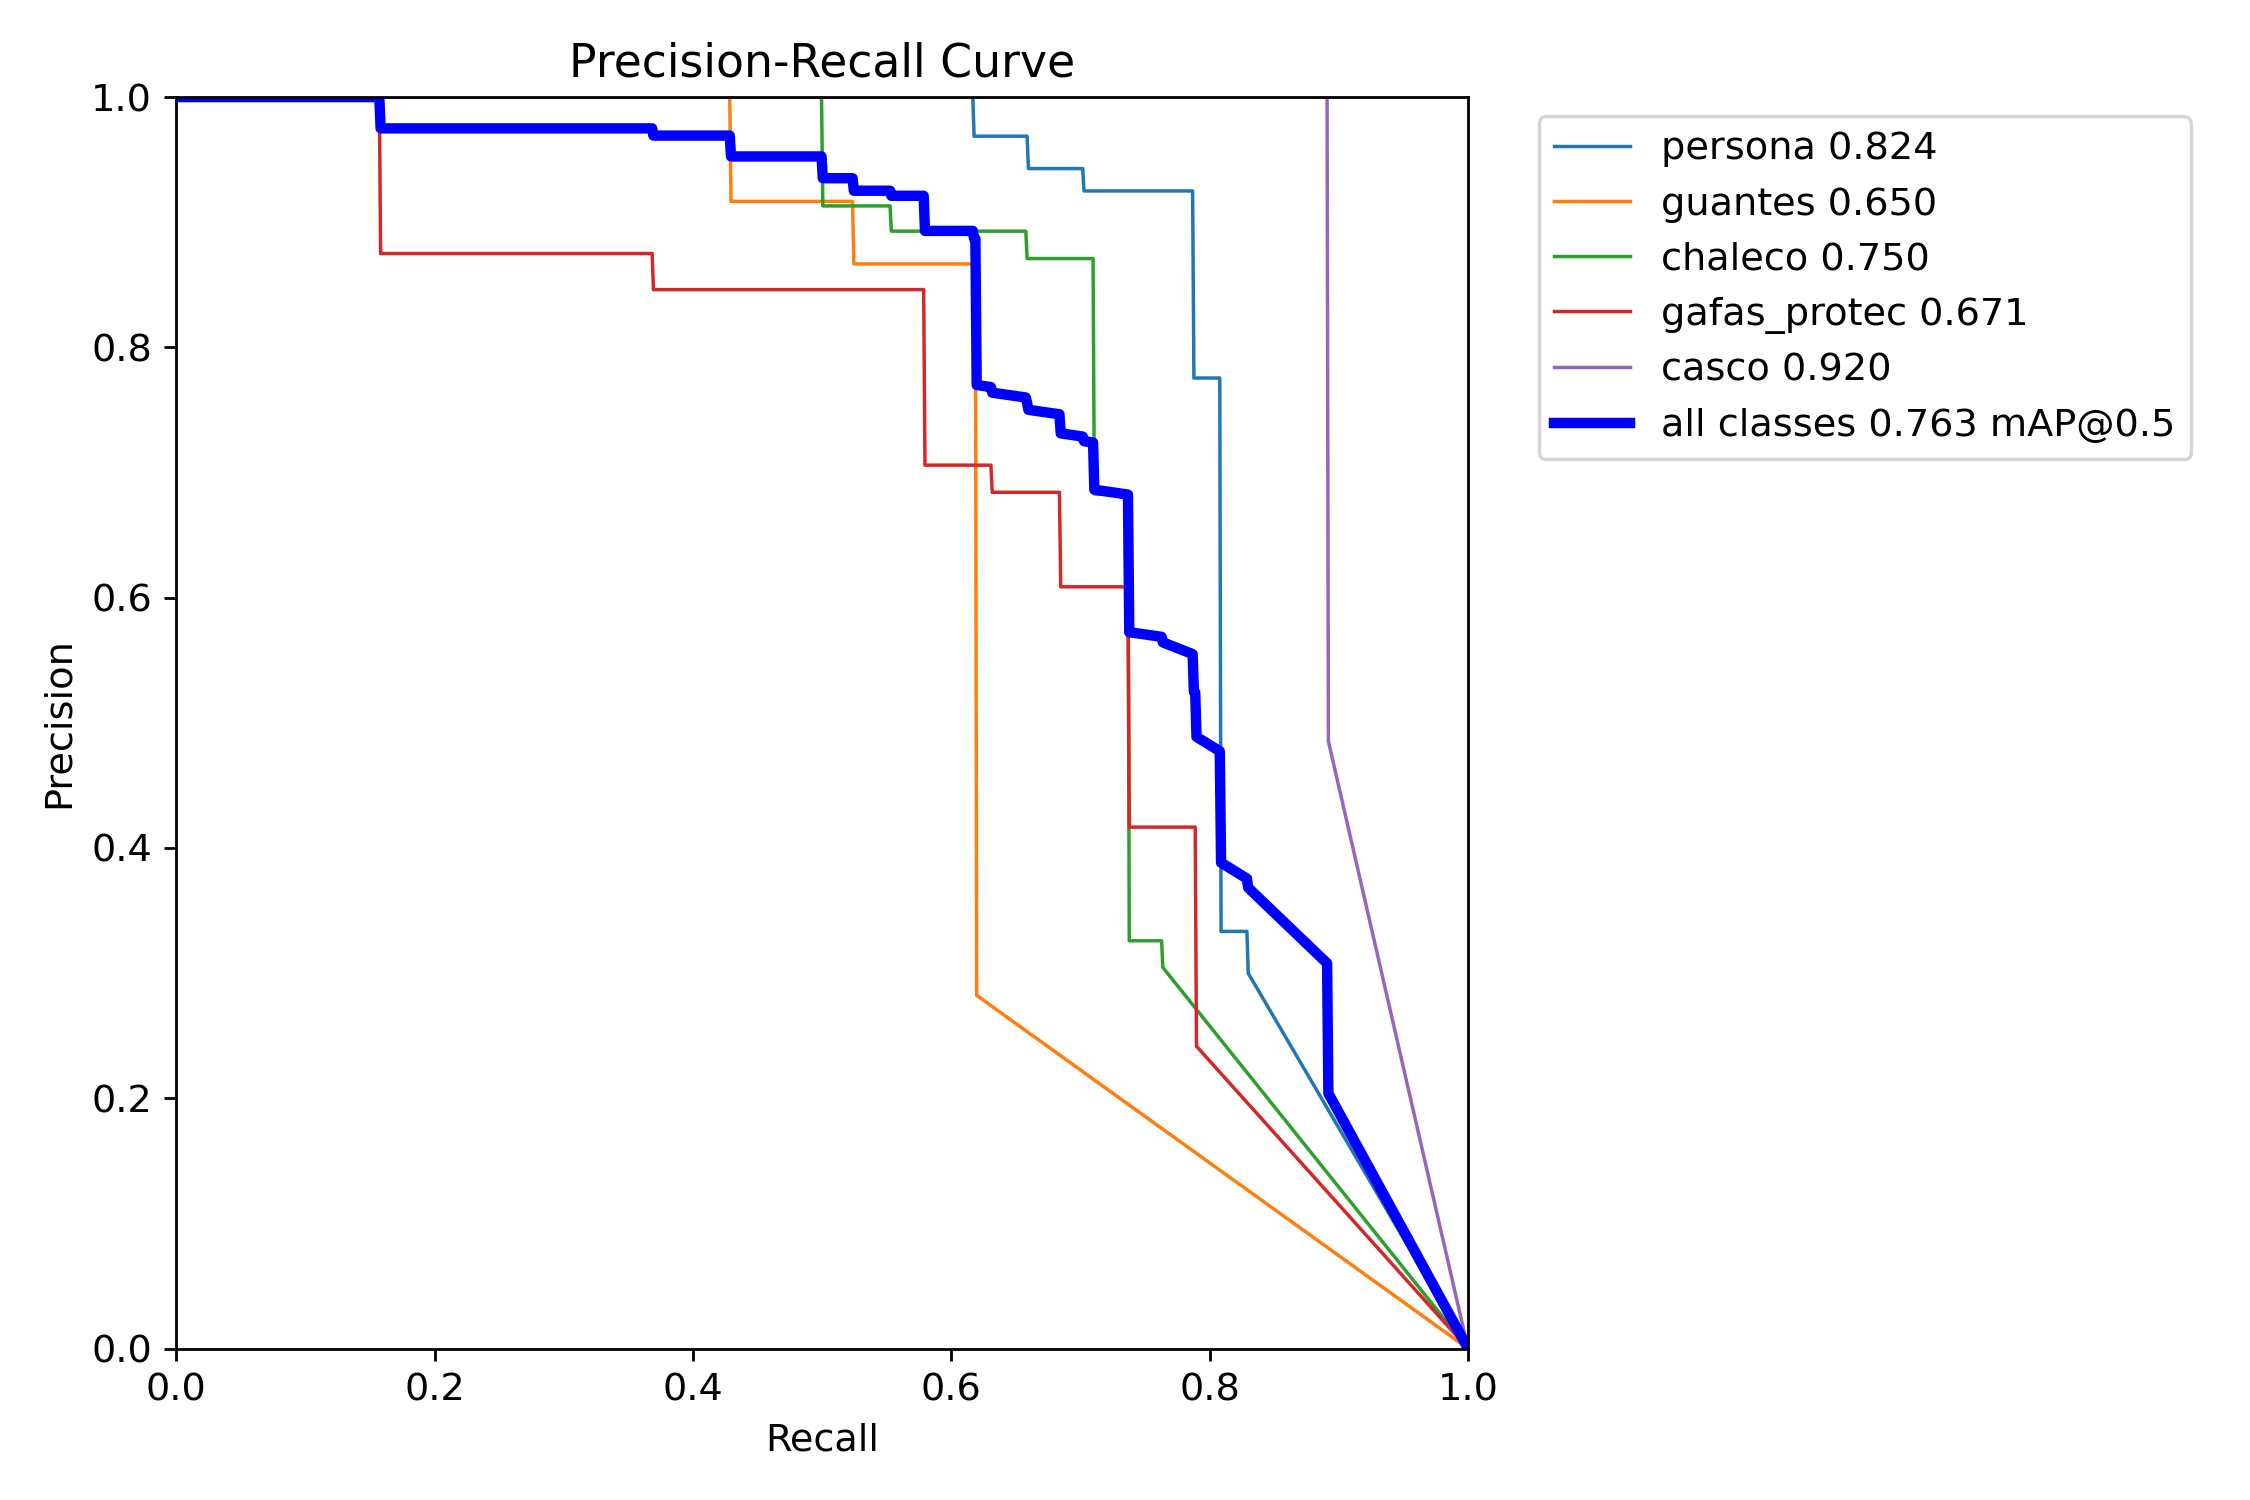 Precision-Recall Curve
1.0
0.8
0.6
0.4
0.2
0.0
Precision
0.0 0.2 0.4 0.6 0.8 1.0
Recall
persona 0.824
guantes 0.650
chaleco 0.750
gafas_protec 0.671
casco 0.920
all classes 0.763 mAP@0.5